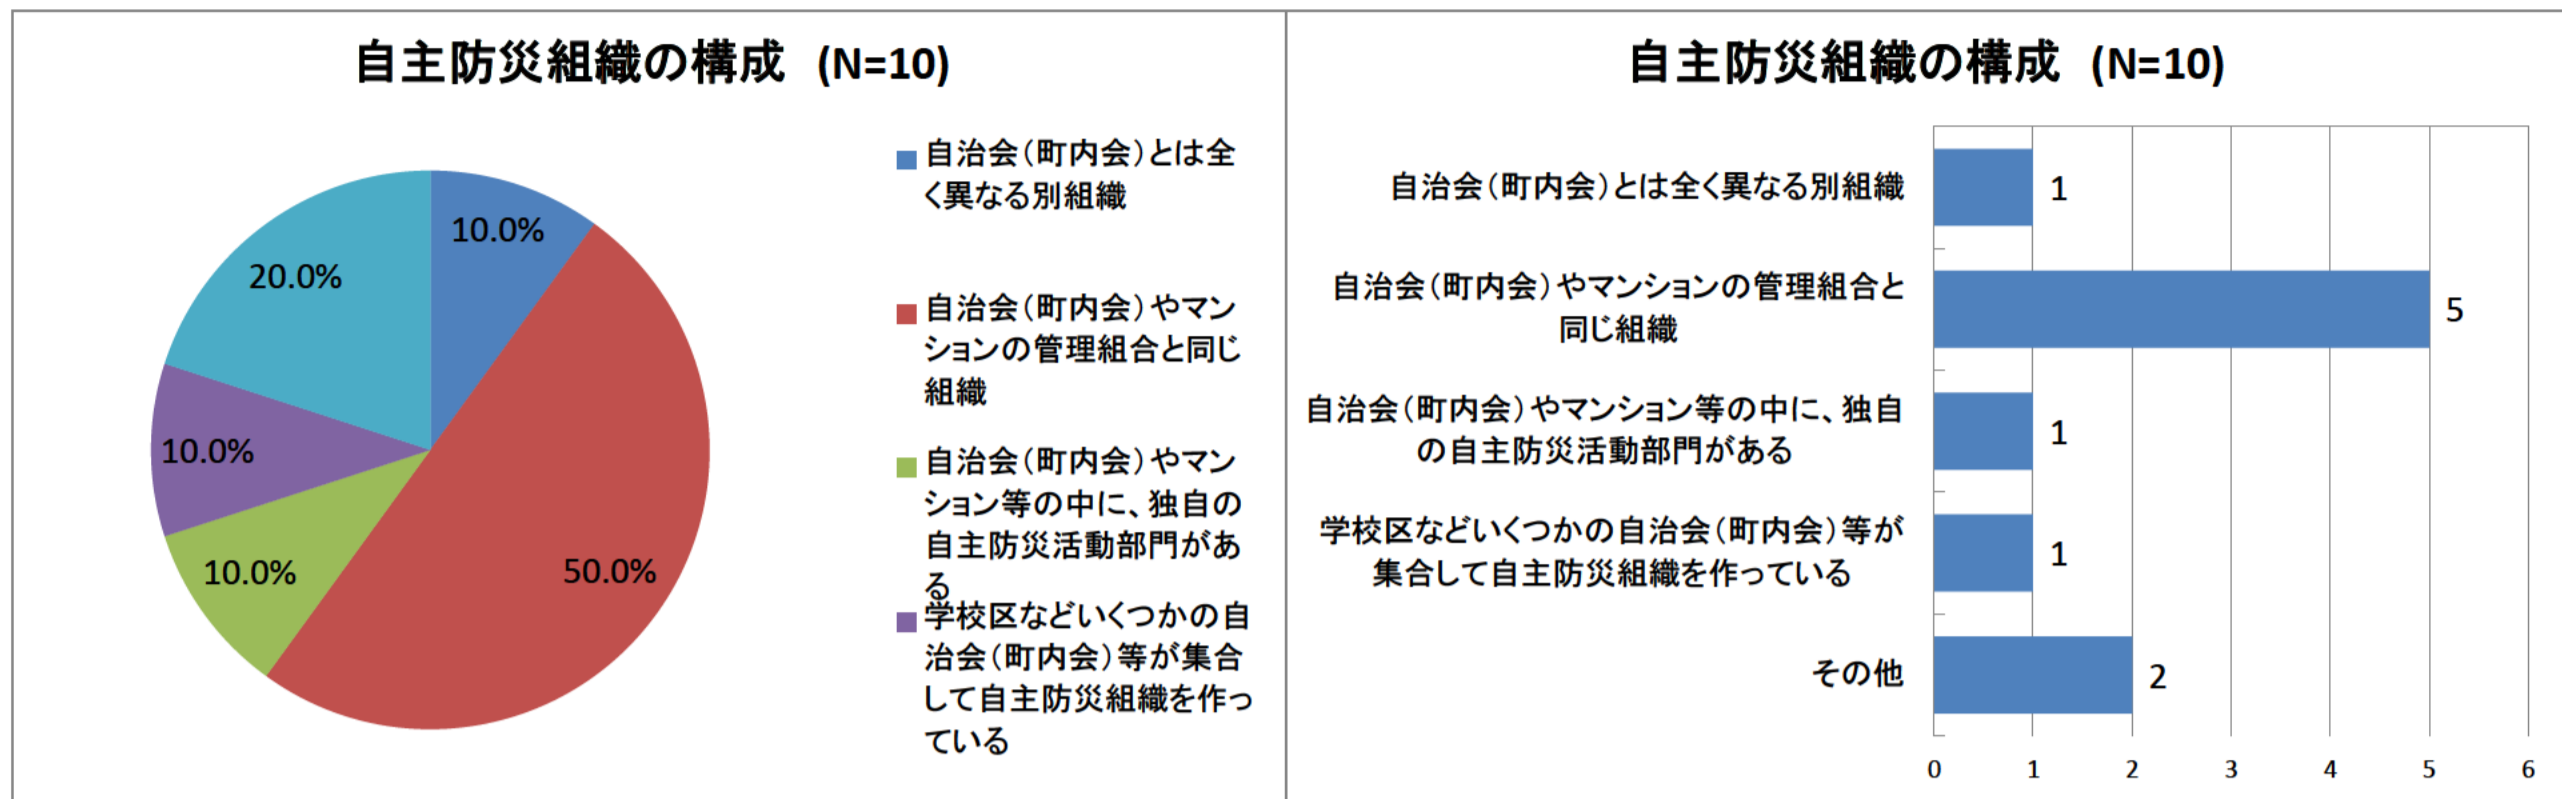 自主防災組織の構成 (N=10)
10.0%
20.0%
10.0%
10.0%
50.0%
自治会(町内会)とは全
く異なる別組織
自治会(町内会)やマン
ションの管理組合と同じ
組織
自治会(町内会)やマン
ション等の中に、独自の
自主防災活動部門があ
る
学校区などいくつかの自
治会(町内会)等が集合
して自主防災組織を作っ
ている
自主防災組織の構成 (N=10)
自治会(町内会)とは全く異なる別組織
1
自治会(町内会)やマンションの管理組合と
同じ組織
5
自治会(町内会)やマンション等の中に、独自
の自主防災活動部門がある
1
学校区などいくつかの自治会(町内会)等が
集合して自主防災組織を作っている
1
その他
2
0 1 2 3 4 5 6